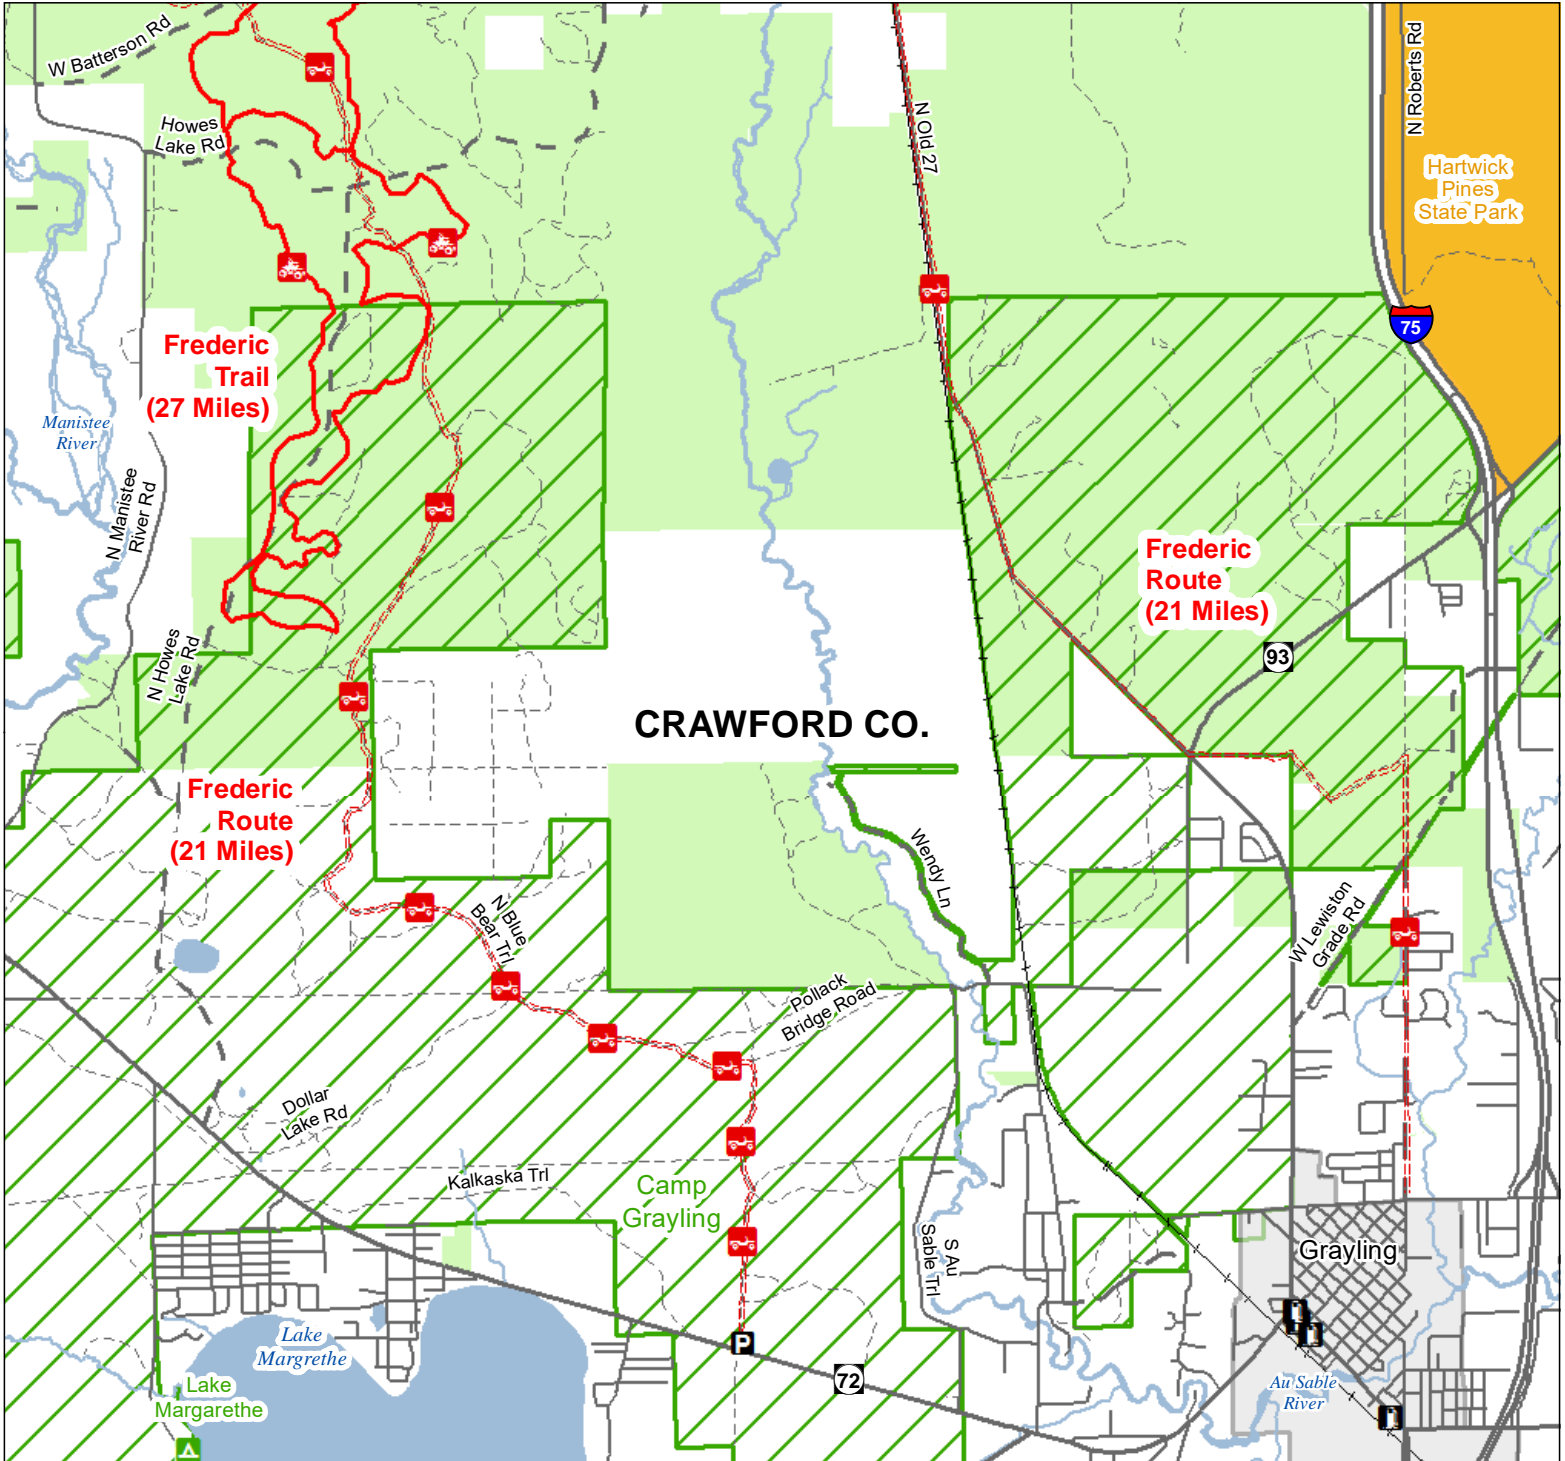 W Batterson Rd
Howes
Lake Rd
N Old 27
N Roberts Rd
Hartwick
Pines
State Park
75
Frederic
Trail
(27 Miles)
Manistee
River
N Manistee
River Rd
Frederic
Route
(21 Miles)
93
N Howes
Lake Rd
CRAWFORD CO.
Frederic
Route
(21 Miles)
Wendy Ln
N Blue
Bear Trl
W Lewiston
Grade Rd
Pollack
Bridge Road
Dollar
Lake Rd
Kalkaska Trl
Camp
Grayling
S Au
Sable Trl
Grayling
Lake
Margrethe
P
72
Lake
Margarethe
Au Sable
River